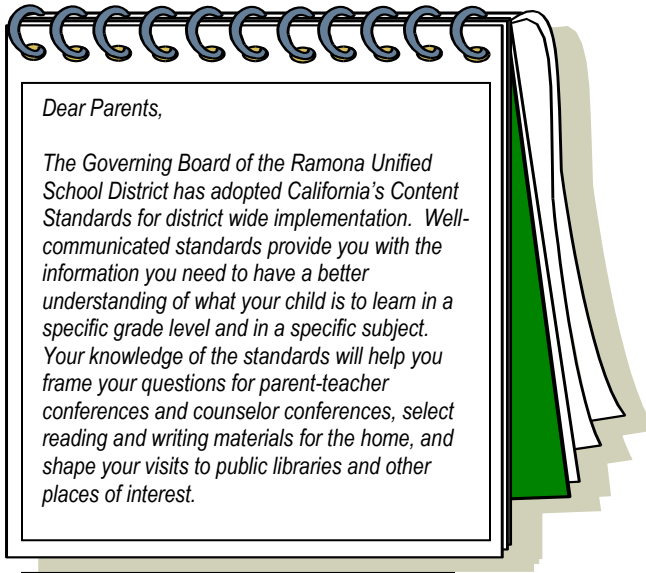 Dear Parents,
The Governing Board of the Ramona Unified
School District has adopted California's Content
Standards for district wide implementation.  Well-
communicated standards provide you with the
information you need to have a better
understanding of what your child is to learn in a
specific grade level and in a specific subject.
Your knowledge of the standards will help you
frame your questions for parent-teacher
conferences and counselor conferences, select
reading and writing materials for the home, and
shape your visits to public libraries and other
places of interest.